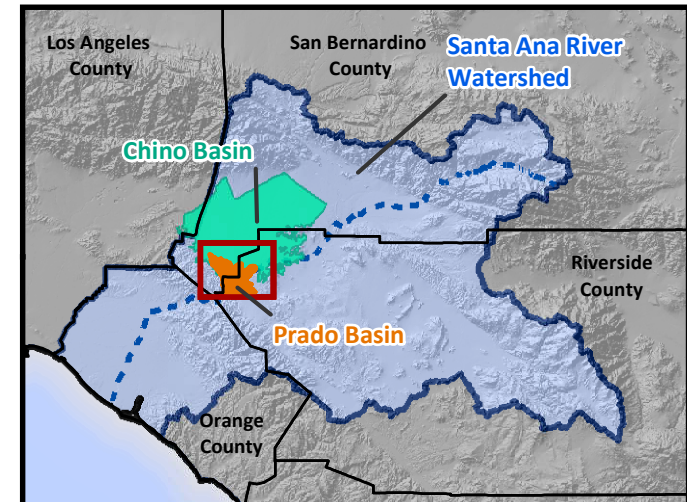 Los Angeles
County
San Bernardino
County
Santa Ana River
Watershed
Chino Basin
Riverside
County
Prado Basin
Orange
County